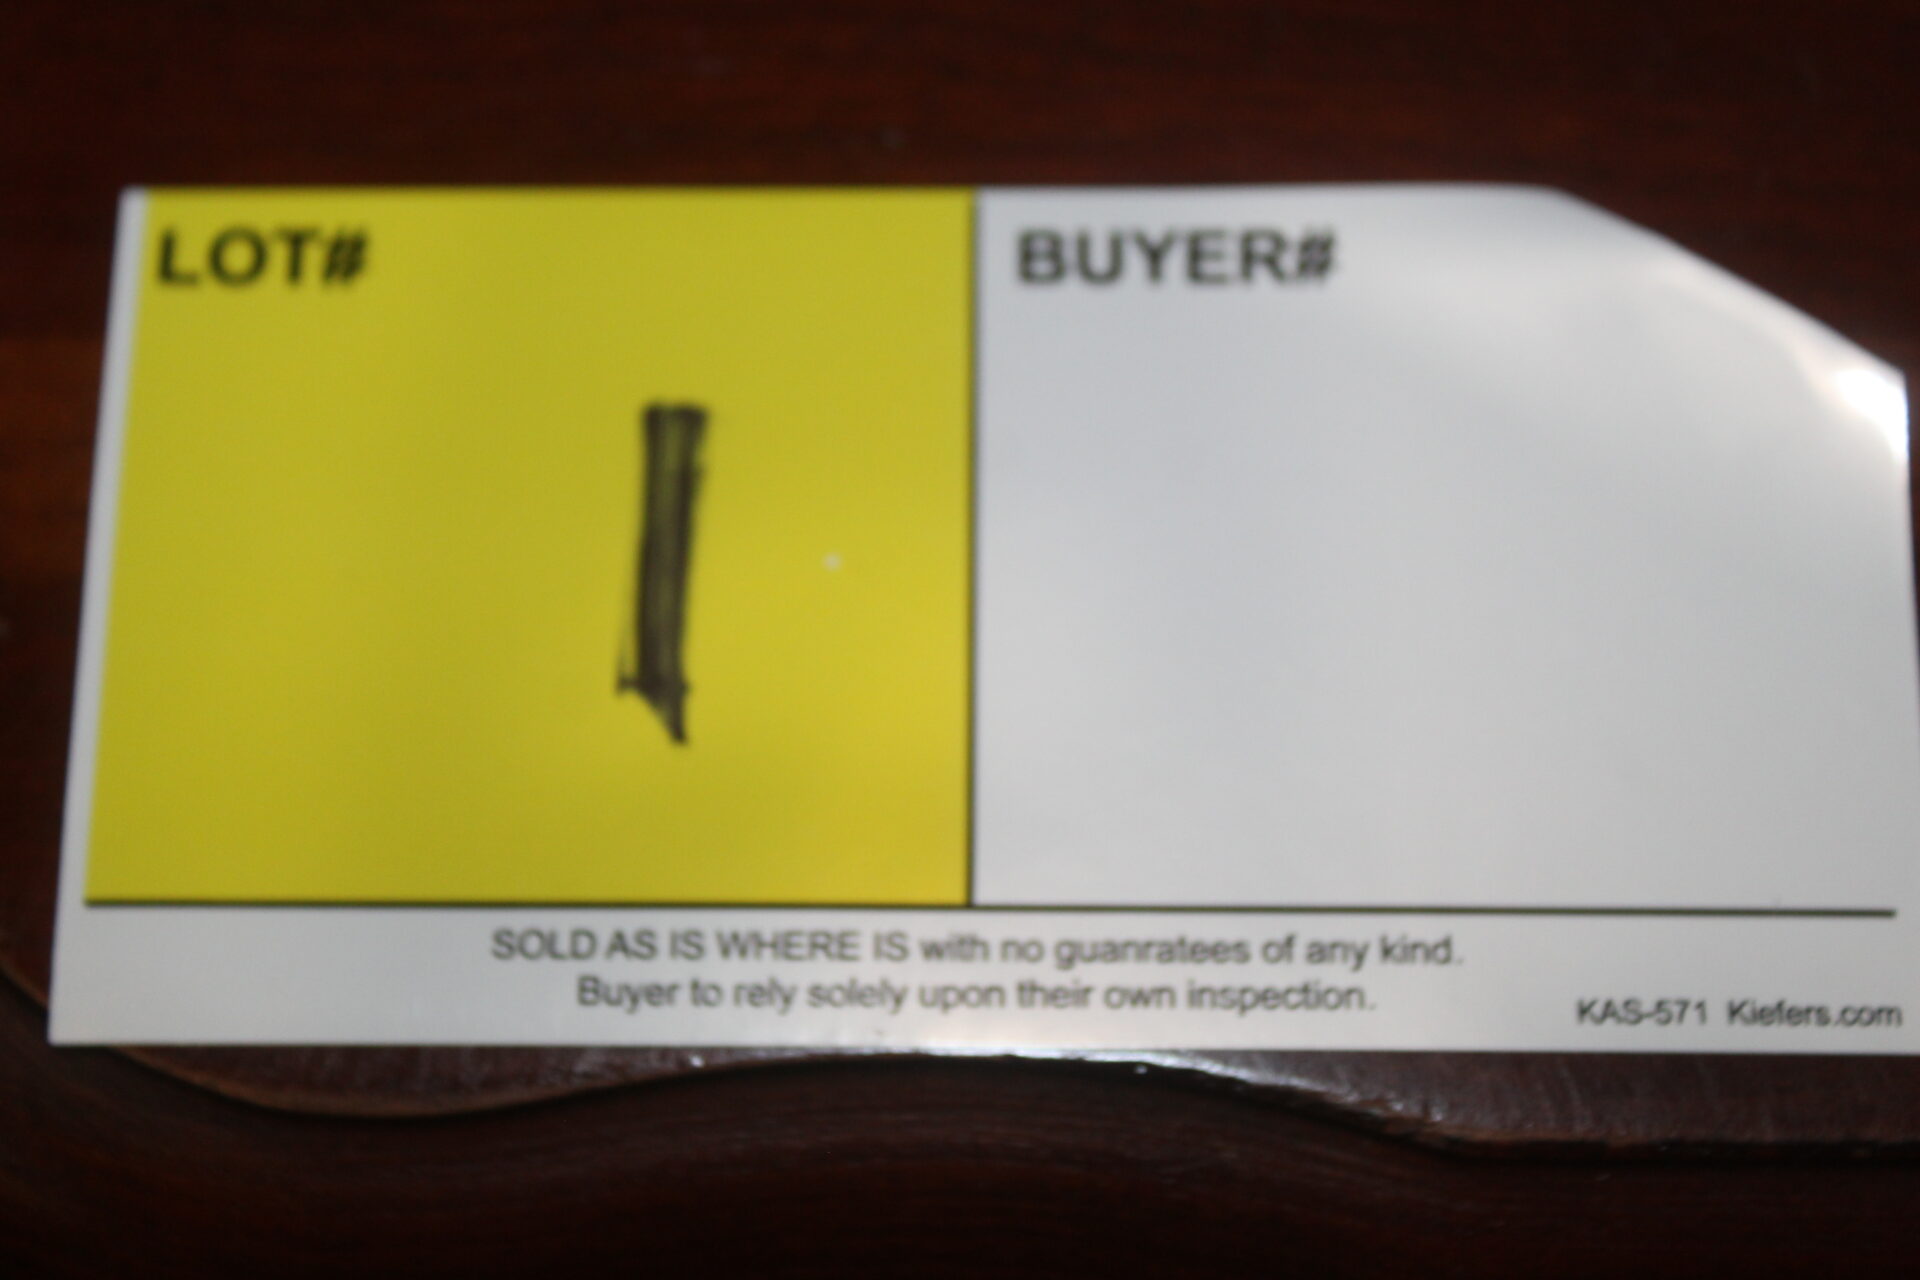 LOT#
1
BUYER#
SOLD AS IS WHERE IS with no guanratees of any kind.
Buyer to rely solely upon their own inspection.
KAS-571 Kiefers.com